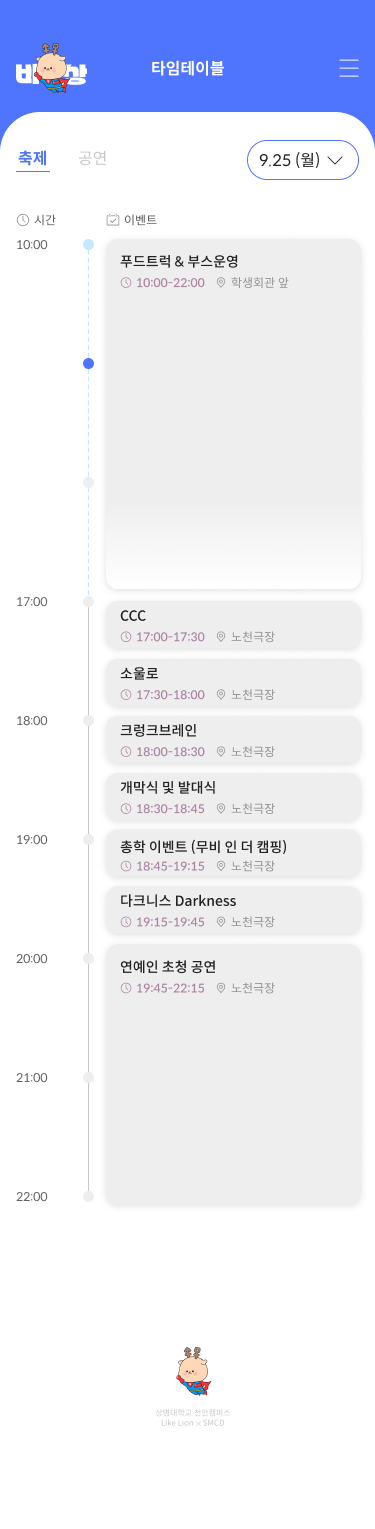 타임테이블
축제 공연 9.25 (월)
시간 이벤트
10:00
푸드트럭 & 부스운영
10:00-22:00 학생회관 앞
17:00
CCC
17:00-17:30 노천극장
소울로
17:30-18:00 노천극장
18:00
크렁크브레인
18:00-18:30 노천극장
개막식 및 발대식
18:30-18:45 노천극장
19:00
총학 이벤트 (무비 인 더 캠핑)
18:45-19:15 노천극장
다크니스 Darkness
19:15-19:45 노천극장
20:00
연예인 초청 공연
19:45-22:15 노천극장
21:00
22:00
상명대학교 천안캠퍼스
Like Lion × SMCD